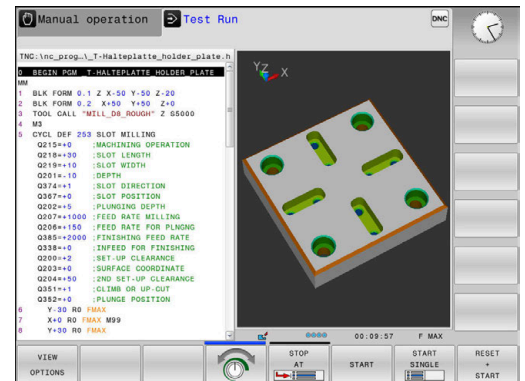 Manual operation
Test Run
DNC
TNC:\nc_prog…\_T-Halteplatte_holder_plate.h
0 BEGIN PGM _T-HALTEPLATTE_HOLDER_PLATE
MM
1 BLK FORM 0.1 Z X-50 Y-50 Z-20
2 BLK FORM 0.2 X+50 Y+50 Z+0
3 TOOL CALL "MILL_D8_ROUGH" Z S5000
4 M3
5 CYCL DEF 253 SLOT MILLING
Q215=+0 ;MACHINING OPERATION
Q218=+30 ;SLOT LENGTH
Q219=+10 ;SLOT WIDTH
Q201=-10 ;DEPTH
Q374=+1 ;SLOT DIRECTION
Q367=+0 ;SLOT POSITION
Q202=+5 ;PLUNGING DEPTH
Q207=+1000 ;FEED RATE MILLING
Q206=+150 ;FEED RATE FOR PLNGNG
Q385=+2000 ;FINISHING FEED RATE
Q338=+0 ;INFEED FOR FINISHING
Q200=+2 ;SET-UP CLEARANCE
Q203=+0 ;SURFACE COORDINATE
Q204=+50 ;2ND SET-UP CLEARANCE
Q351=+1 ;CLIMB OR UP-CUT
Q352=+0 ;PLUNGE POSITION
6 Y-30 R0 FMAX
7 X+0 R0 FMAX M99
8 Y+30 R0 FMAX
Y Z X
00:09:57 F MAX
VIEW
OPTIONS
STOP
AT
START
START
SINGLE
RESET
+
START